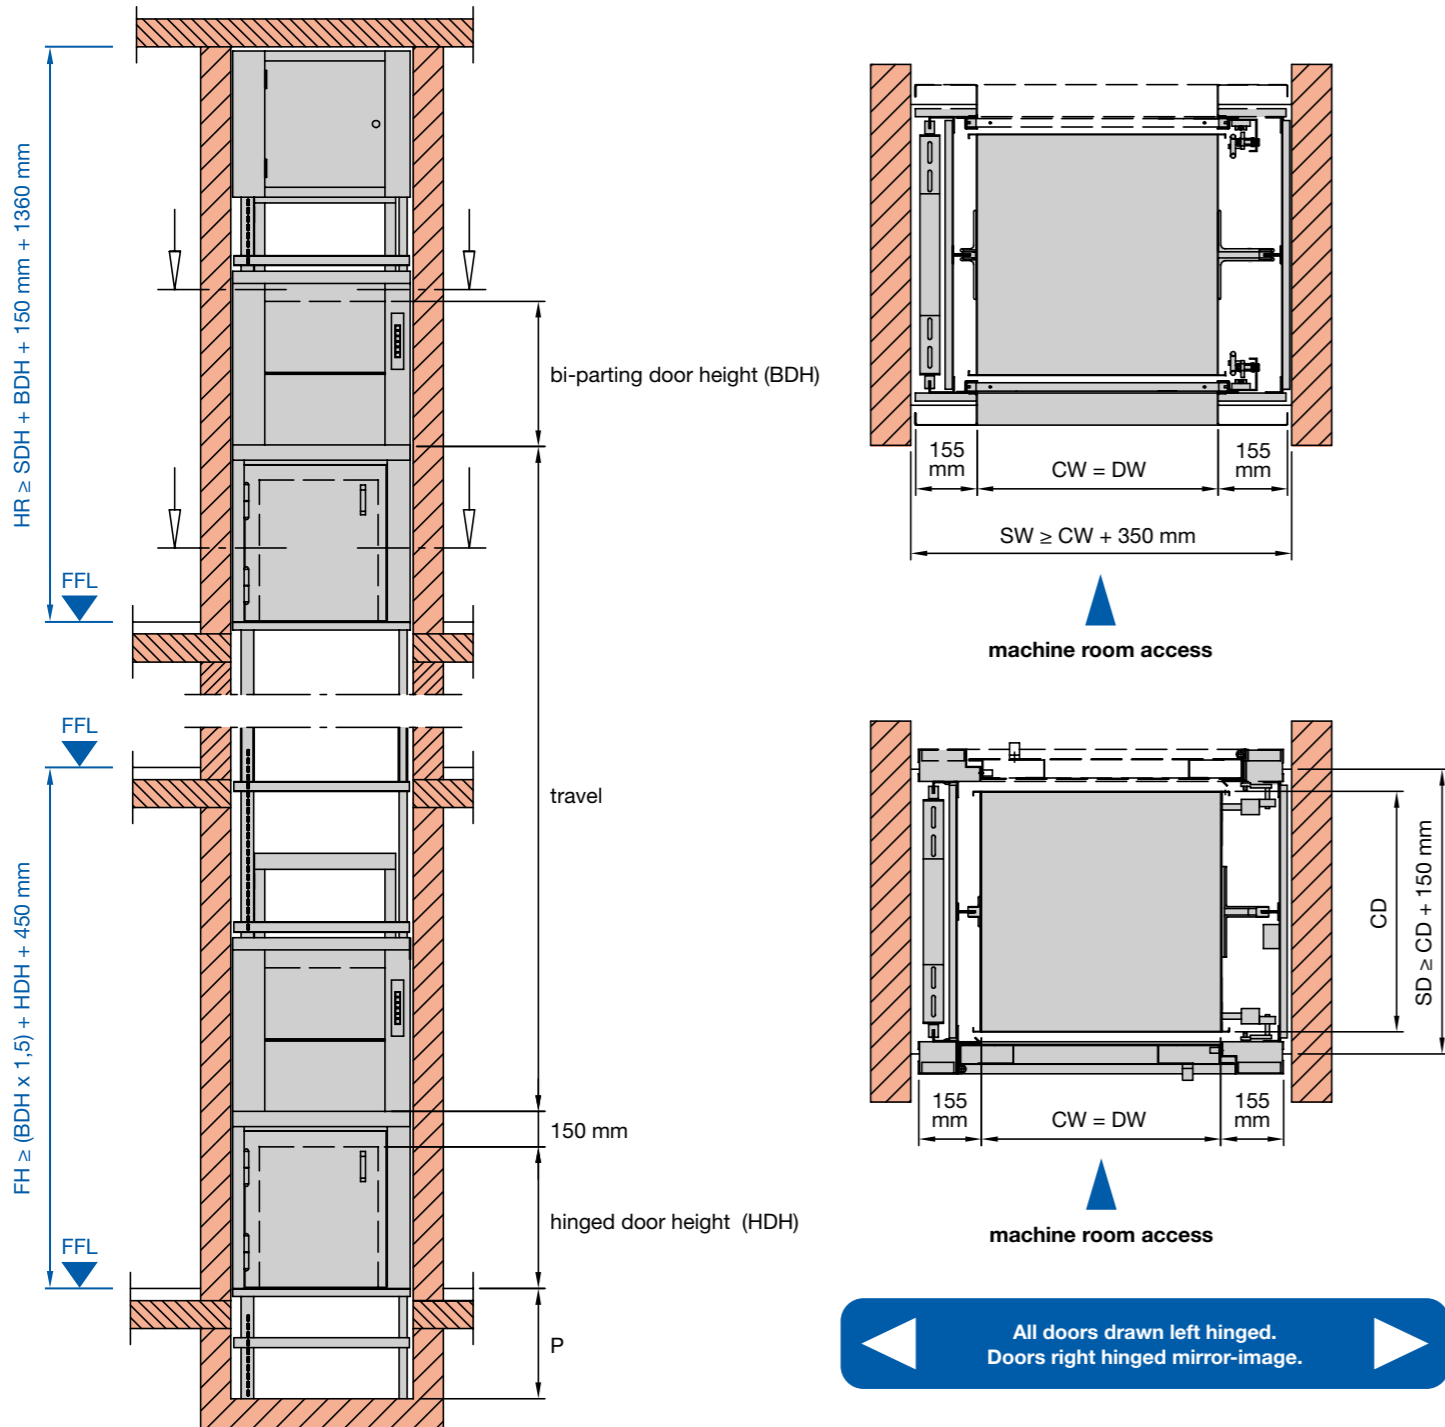 HR ≥ SDH + BDH + 150 mm + 1360 mm
FFL
FFL
FH ≥ (BDH x 1,5) + HDH + 450 mm
FFL
bi-parting door height (BDH)
travel
150 mm
hinged door height (HDH)
P
155
mm
CW = DW
155
mm
SW ≥ CW + 350 mm
machine room access
CD
SD ≥ CD + 150 mm
155
mm
CW = DW
155
mm
machine room access
All doors drawn left hinged.
Doors right hinged mirror-image.